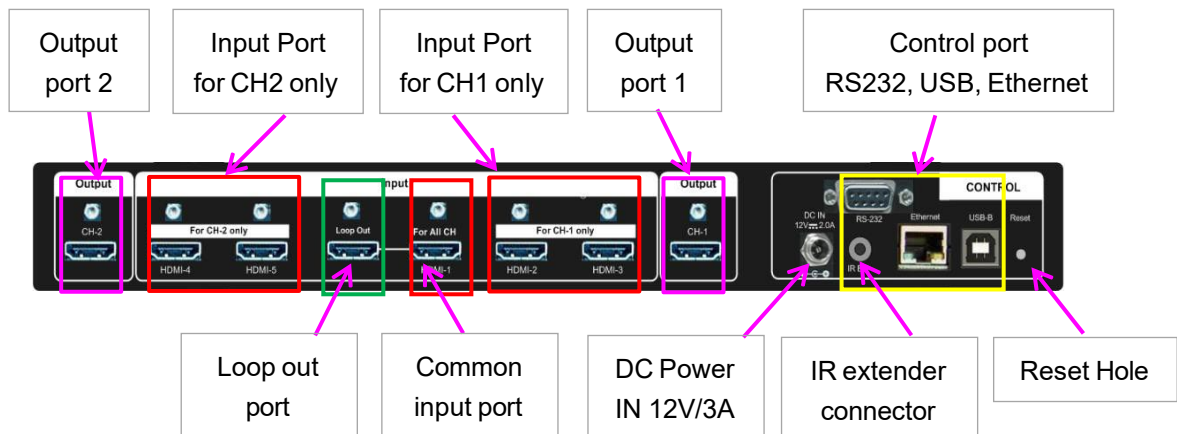 Output
port 2
Input Port
for CH2 only
Input Port
for CH1 only
Output
port 1
Control port
RS232, USB, Ethernet
Output
Input
Output
CONTROL
CH-2
For CH-2 only
Loop Out
For All CH
For CH-1 only
CH-1
DC IN
12V⎓2.0A
RS-232
Ethernet
USB-B
Reset
HDMI-4
HDMI-5
HDMI-1
HDMI-2
HDMI-3
IR
Loop out
port
Common
input port
DC Power
IN 12V/3A
IR extender
connector
Reset Hole